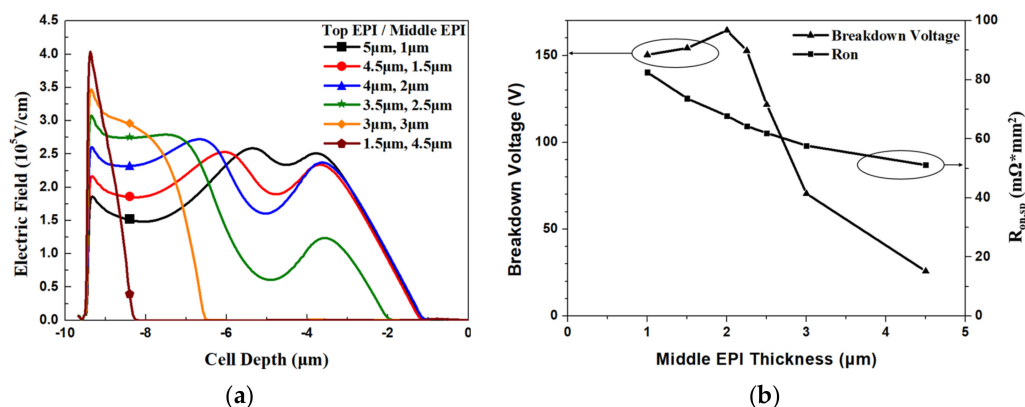 Top EPI / Middle EPI
5μm, 1μm
4.5μm, 1.5μm
4μm, 2μm
3.5μm, 2.5μm
3μm, 3μm
1.5μm, 4.5μm
Electric Field (10⁵V/cm)
4.5
4.0
3.5
3.0
2.5
2.0
1.5
1.0
0.5
0.0
-10
-8
-6
-4
-2
0
Cell Depth (μm)
(a)
Breakdown Voltage
Ron
Breakdown Voltage (V)
150
100
50
0
0
1
2
3
4
5
Middle EPI Thickness (μm)
100
80
60
40
20
0
Ron,sp (mΩ*mm²)
(b)